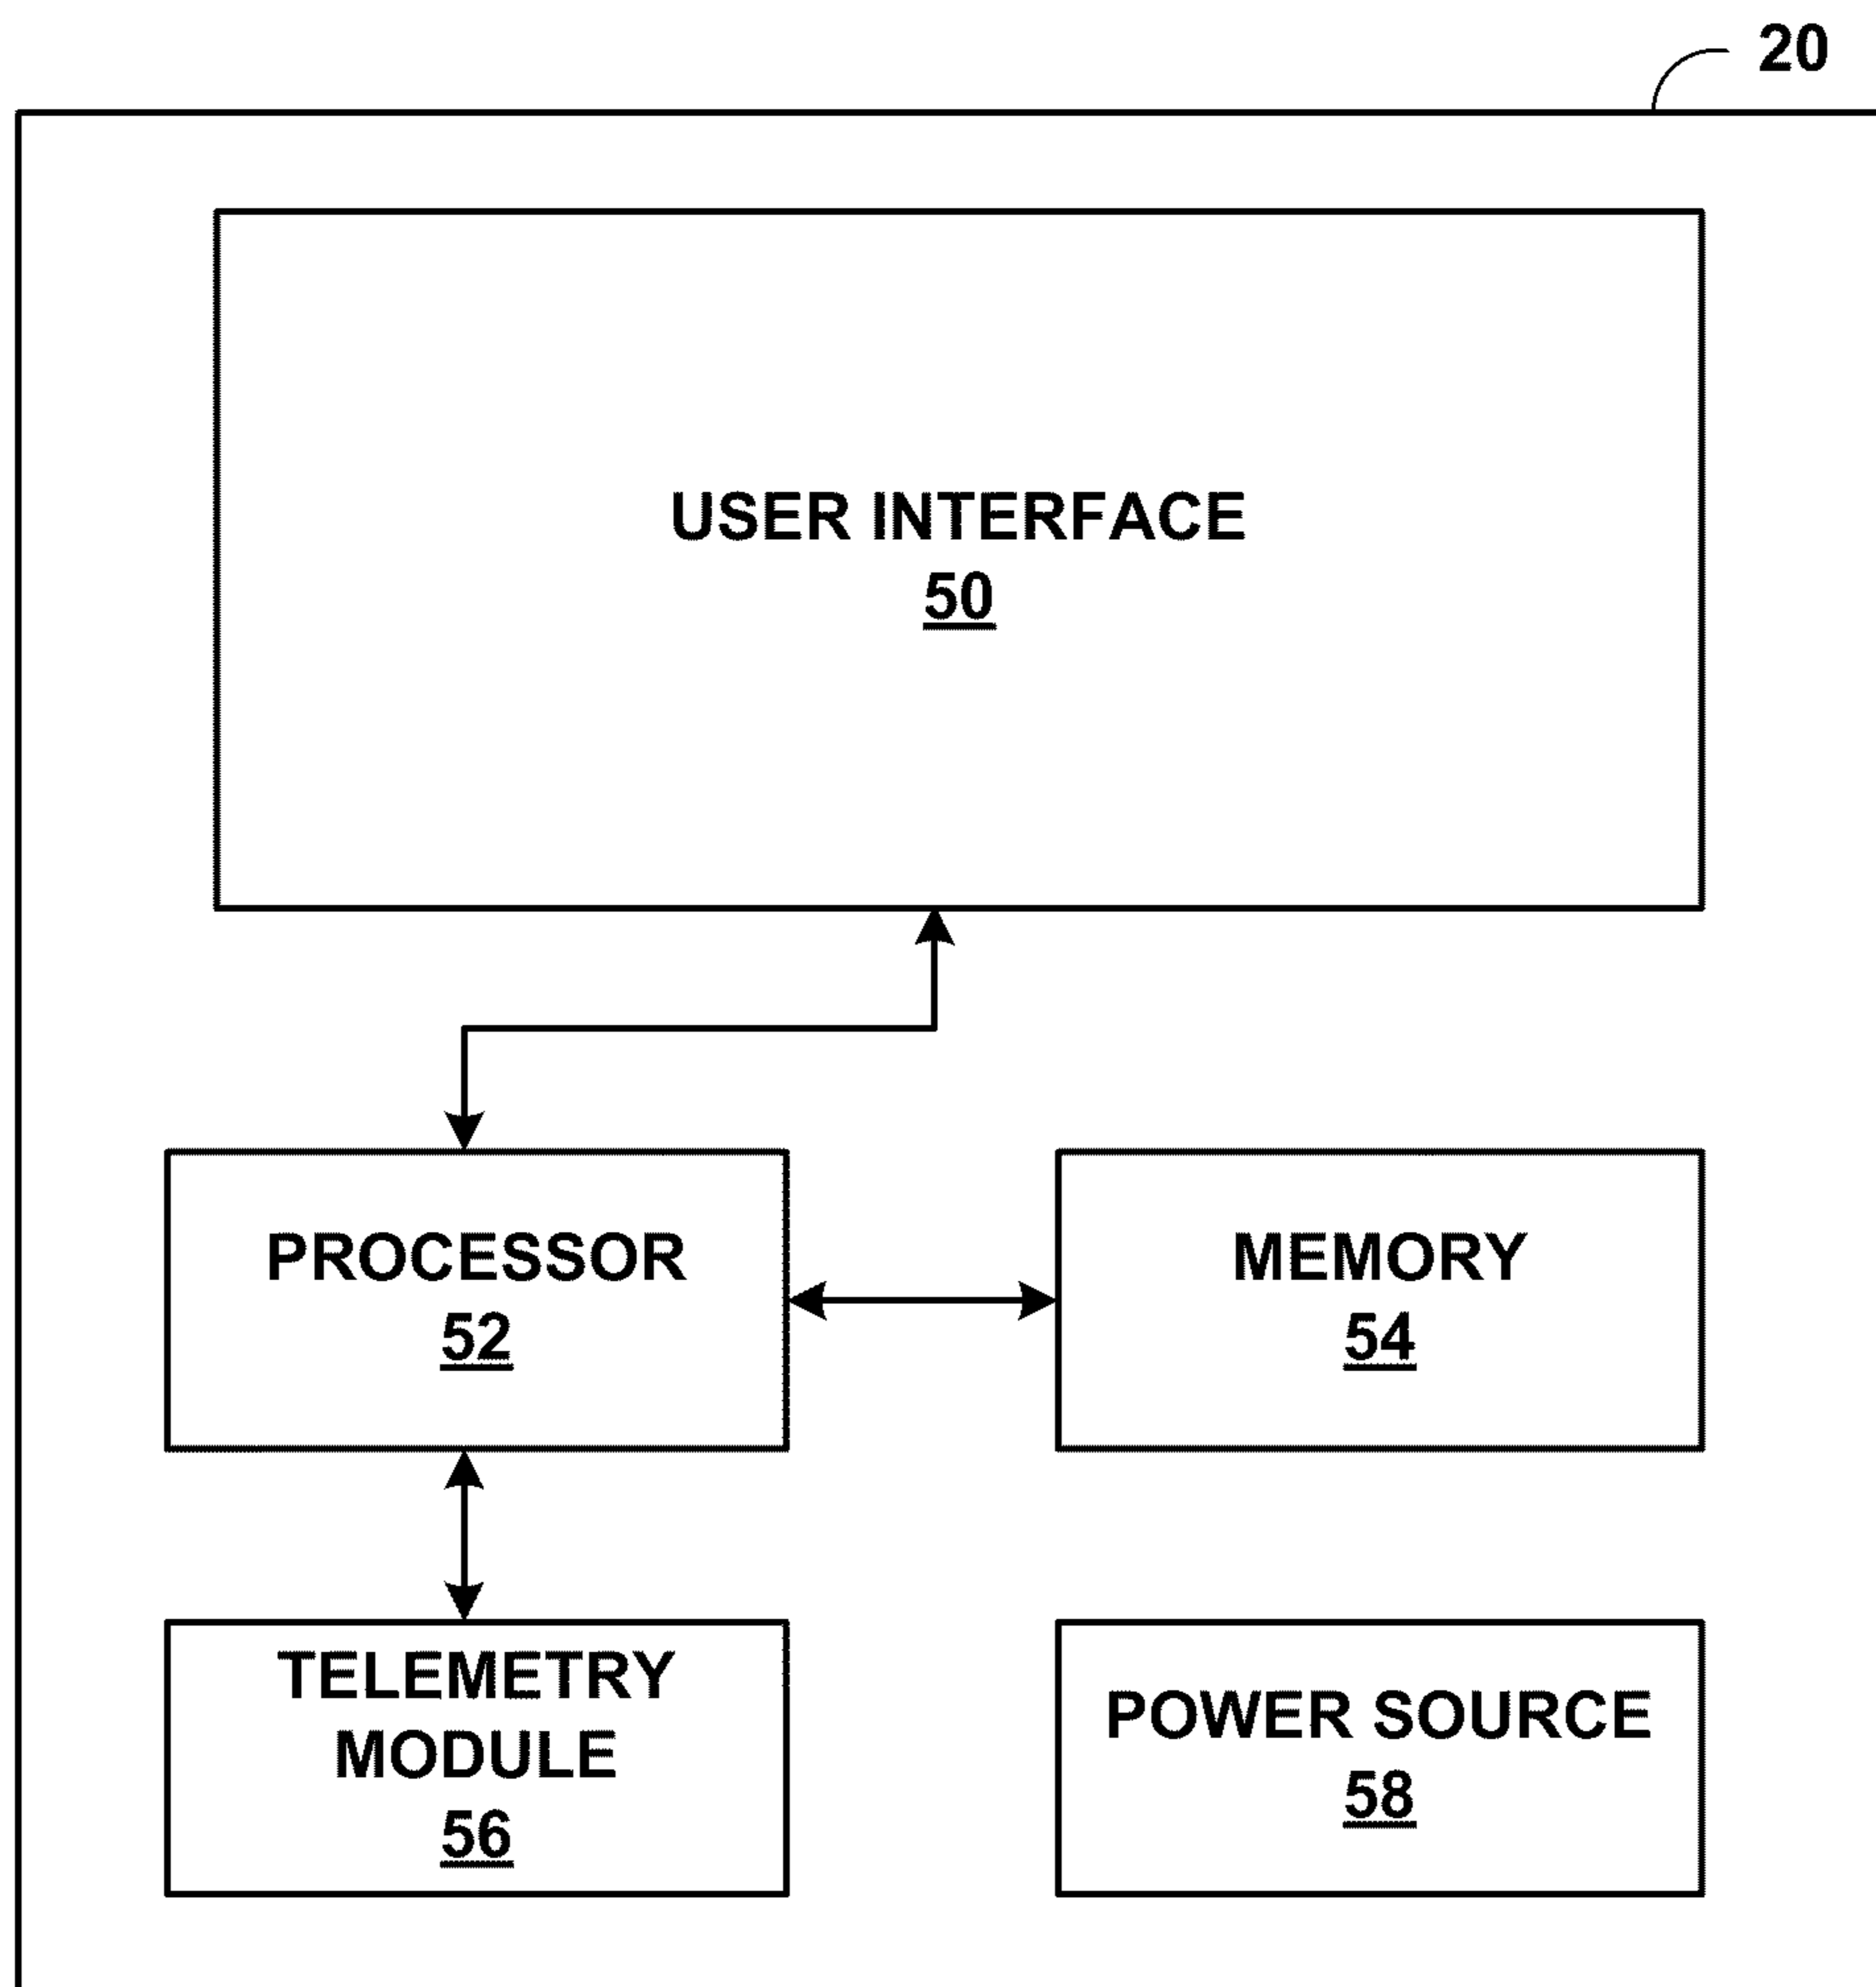 20
USER INTERFACE
50
PROCESSOR
52
MEMORY
54
TELEMETRY
MODULE
56
POWER SOURCE
58